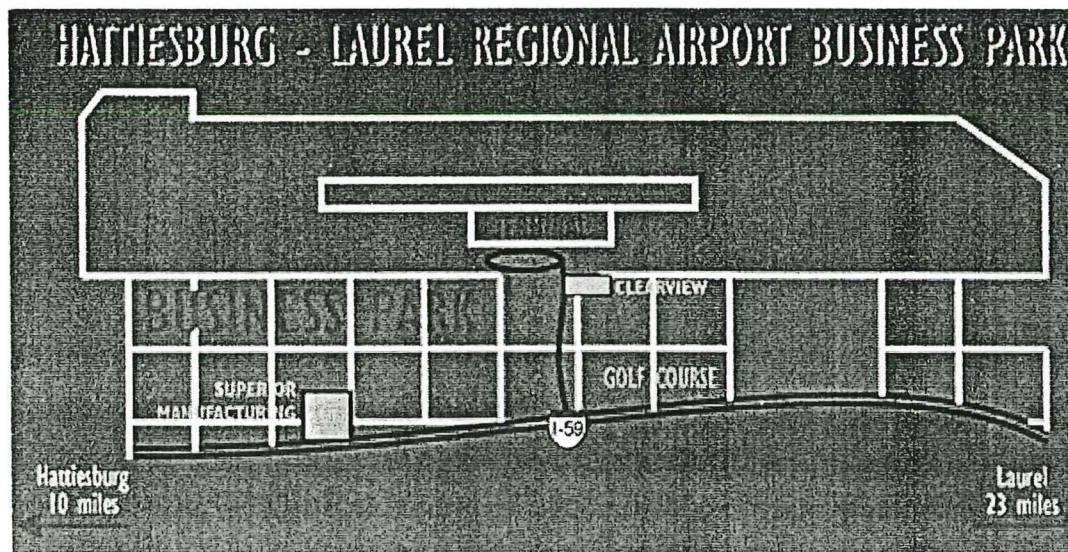 HATTIESBURG - LAUREL REGIONAL AIRPORT BUSINESS PARK
TERMINAL
CLEARVIEW
BUSINESS PARK
GOLF COURSE
SUPERIOR
MANUFACTURING
I-59
Hattiesburg
10 miles
Laurel
23 miles